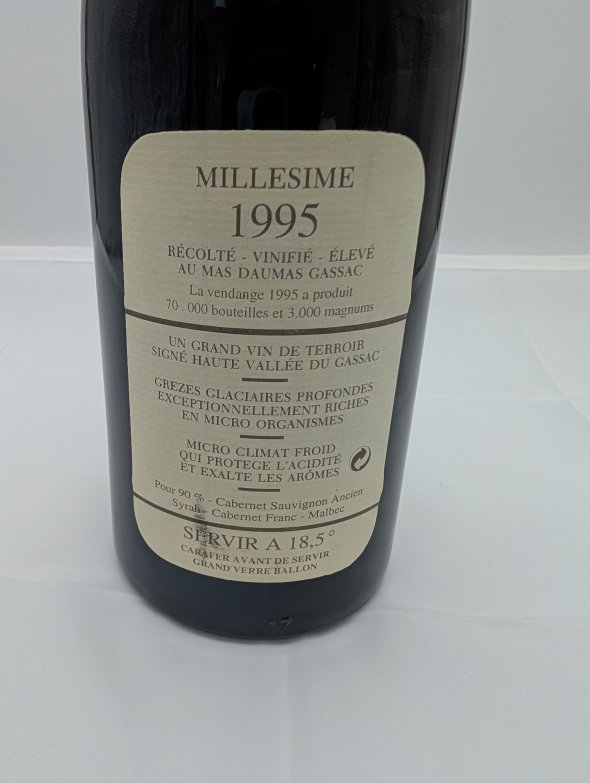 MILLESIME
1995
RÉCOLTÉ - VINIFIÉ - ÉLEVÉ
AU MAS DAUMAS GASSAC
La vendange 1995 a produit
70.000 bouteilles et 3.000 magnums
UN GRAND VIN DE TERROIR
SIGNÉ HAUTE VALLÉE DU GASSAC
GREZES GLACIAIRES PROFONDES
EXCEPTIONNELLEMENT RICHES
EN MICRO ORGANISMES
MICRO CLIMAT FROID
QUI PROTEGE L'ACIDITÉ
ET EXALTE LES ARÔMES
Pour 90 % - Cabernet Sauvignon Ancien
Syrah - Cabernet Franc - Malbec
SERVIR A 18,5°
CARAFER AVANT DE SERVIR
GRAND VERRE BALLON